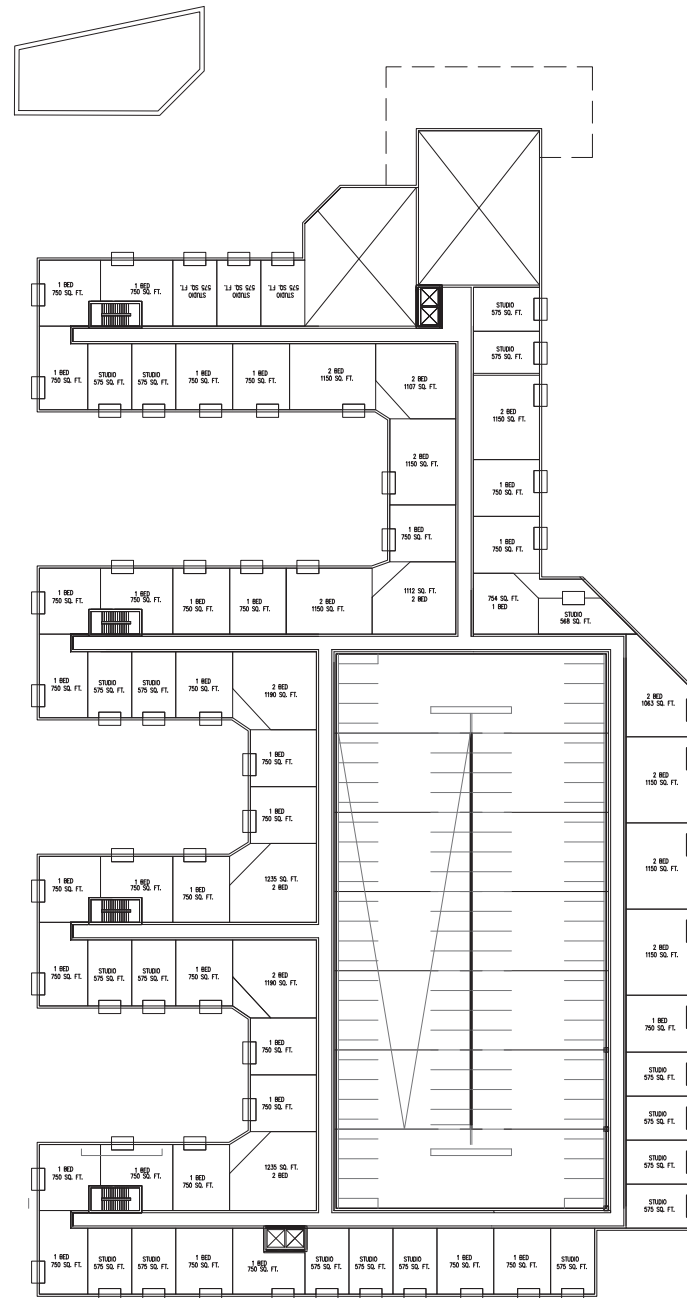 1 BED
750 SQ. FT.
1 BED
750 SQ. FT.
STUDIO
575 SQ. FT.
STUDIO
575 SQ. FT.
STUDIO
575 SQ. FT.
STUDIO
575 SQ. FT.
STUDIO
575 SQ. FT.
1 BED
750 SQ. FT.
STUDIO
575 SQ. FT.
STUDIO
575 SQ. FT.
1 BED
750 SQ. FT.
1 BED
750 SQ. FT.
2 BED
1150 SQ. FT.
2 BED
1107 SQ. FT.
2 BED
1150 SQ. FT.
2 BED
1150 SQ. FT.
1 BED
750 SQ. FT.
1 BED
750 SQ. FT.
1 BED
750 SQ. FT.
1 BED
750 SQ. FT.
1 BED
750 SQ. FT.
1 BED
750 SQ. FT.
1 BED
750 SQ. FT.
2 BED
1150 SQ. FT.
1112 SQ. FT.
2 BED
754 SQ. FT.
1 BED
STUDIO
568 SQ. FT.
1 BED
750 SQ. FT.
STUDIO
575 SQ. FT.
STUDIO
575 SQ. FT.
1 BED
750 SQ. FT.
2 BED
1190 SQ. FT.
2 BED
1063 SQ. FT.
1 BED
750 SQ. FT.
2 BED
1150 SQ. FT.
1 BED
750 SQ. FT.
2 BED
1150 SQ. FT.
1 BED
750 SQ. FT.
1 BED
750 SQ. FT.
1 BED
750 SQ. FT.
1235 SQ. FT.
2 BED
2 BED
1150 SQ. FT.
1 BED
750 SQ. FT.
STUDIO
575 SQ. FT.
STUDIO
575 SQ. FT.
1 BED
750 SQ. FT.
2 BED
1190 SQ. FT.
1 BED
750 SQ. FT.
1 BED
750 SQ. FT.
STUDIO
575 SQ. FT.
1 BED
750 SQ. FT.
STUDIO
575 SQ. FT.
1 BED
750 SQ. FT.
1 BED
750 SQ. FT.
1 BED
750 SQ. FT.
1235 SQ. FT.
2 BED
STUDIO
575 SQ. FT.
STUDIO
575 SQ. FT.
1 BED
750 SQ. FT.
STUDIO
575 SQ. FT.
STUDIO
575 SQ. FT.
1 BED
750 SQ. FT.
1 BED
750 SQ. FT.
STUDIO
575 SQ. FT.
STUDIO
575 SQ. FT.
STUDIO
575 SQ. FT.
1 BED
750 SQ. FT.
1 BED
750 SQ. FT.
STUDIO
575 SQ. FT.